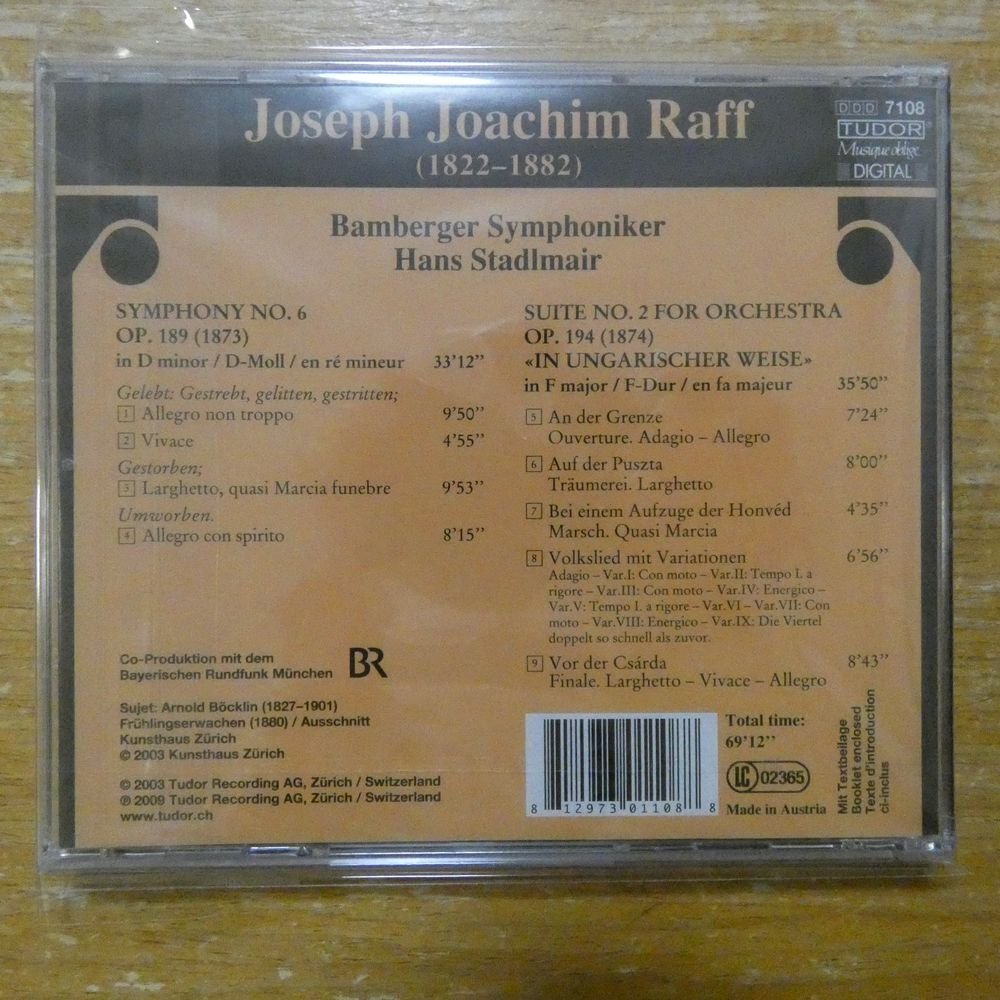 Joseph Joachim Raff
(1822–1882)
DDD 7108
TUDOR
Musique oblige
DIGITAL
Bamberger Symphoniker
Hans Stadlmair
SYMPHONY NO. 6
OP. 189 (1873)
in D minor / D-Moll / en ré mineur 33’12’’
Gelebt: Gestrebt, gelitten, gestritten;
1 Allegro non troppo 9’50’’
2 Vivace 4’55’’
Gestorben;
3 Larghetto, quasi Marcia funebre 9’53’’
Umworben.
4 Allegro con spirito 8’15’’
SUITE NO. 2 FOR ORCHESTRA
OP. 194 (1874)
«IN UNGARISCHER WEISE»
in F major / F-Dur / en fa majeur 35’50’’
5 An der Grenze 7’24’’
Ouverture. Adagio – Allegro
6 Auf der Puszta 8’00’’
Träumerei. Larghetto
7 Bei einem Aufzuge der Honvéd 4’35’’
Marsch. Quasi Marcia
8 Volkslied mit Variationen 6’56’’
Adagio – Var.I: Con moto – Var.II: Tempo I. a
rigore – Var.III: Con moto – Var.IV: Energico –
Var.V: Tempo I. a rigore – Var.VI – Var.VII: Con
moto – Var.VIII: Energico – Var.IX: Die Viertel
doppelt so schnell als zuvor.
9 Vor der Csárda 8’43’’
Finale. Larghetto – Vivace – Allegro
Co-Produktion mit dem
Bayerischen Rundfunk München
BR
Sujet: Arnold Böcklin (1827–1901)
Frühlingserwachen (1880) / Ausschnitt
Kunsthaus Zürich
© 2003 Kunsthaus Zürich
© 2003 Tudor Recording AG, Zürich / Switzerland
℗ 2009 Tudor Recording AG, Zürich / Switzerland
www.tudor.ch
8 12973 01108 8
Total time:
69’12’’
LC 02365
Made in Austria
Mit Textbeilage
Booklet enclosed
Texte d'introduction
ci-inclus